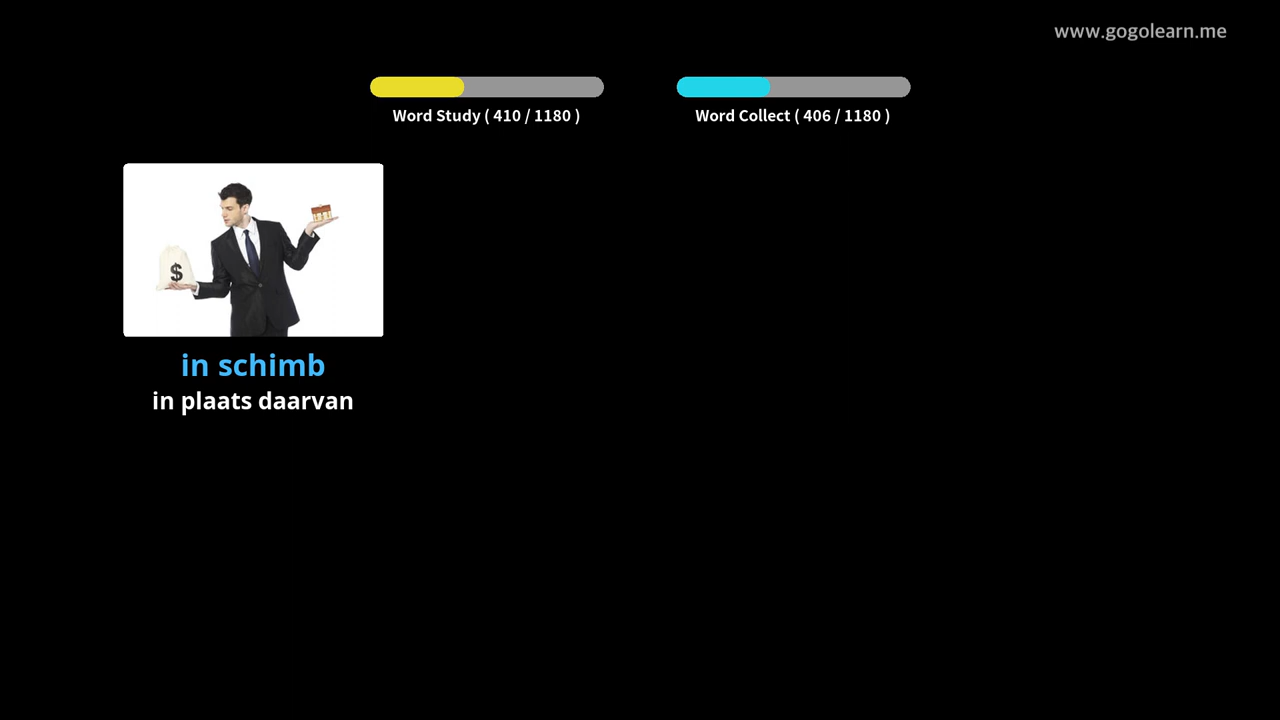 www.gogolearn.me
Word Study ( 410 / 1180 )
Word Collect ( 406 / 1180 )
$
in schimb
in plaats daarvan